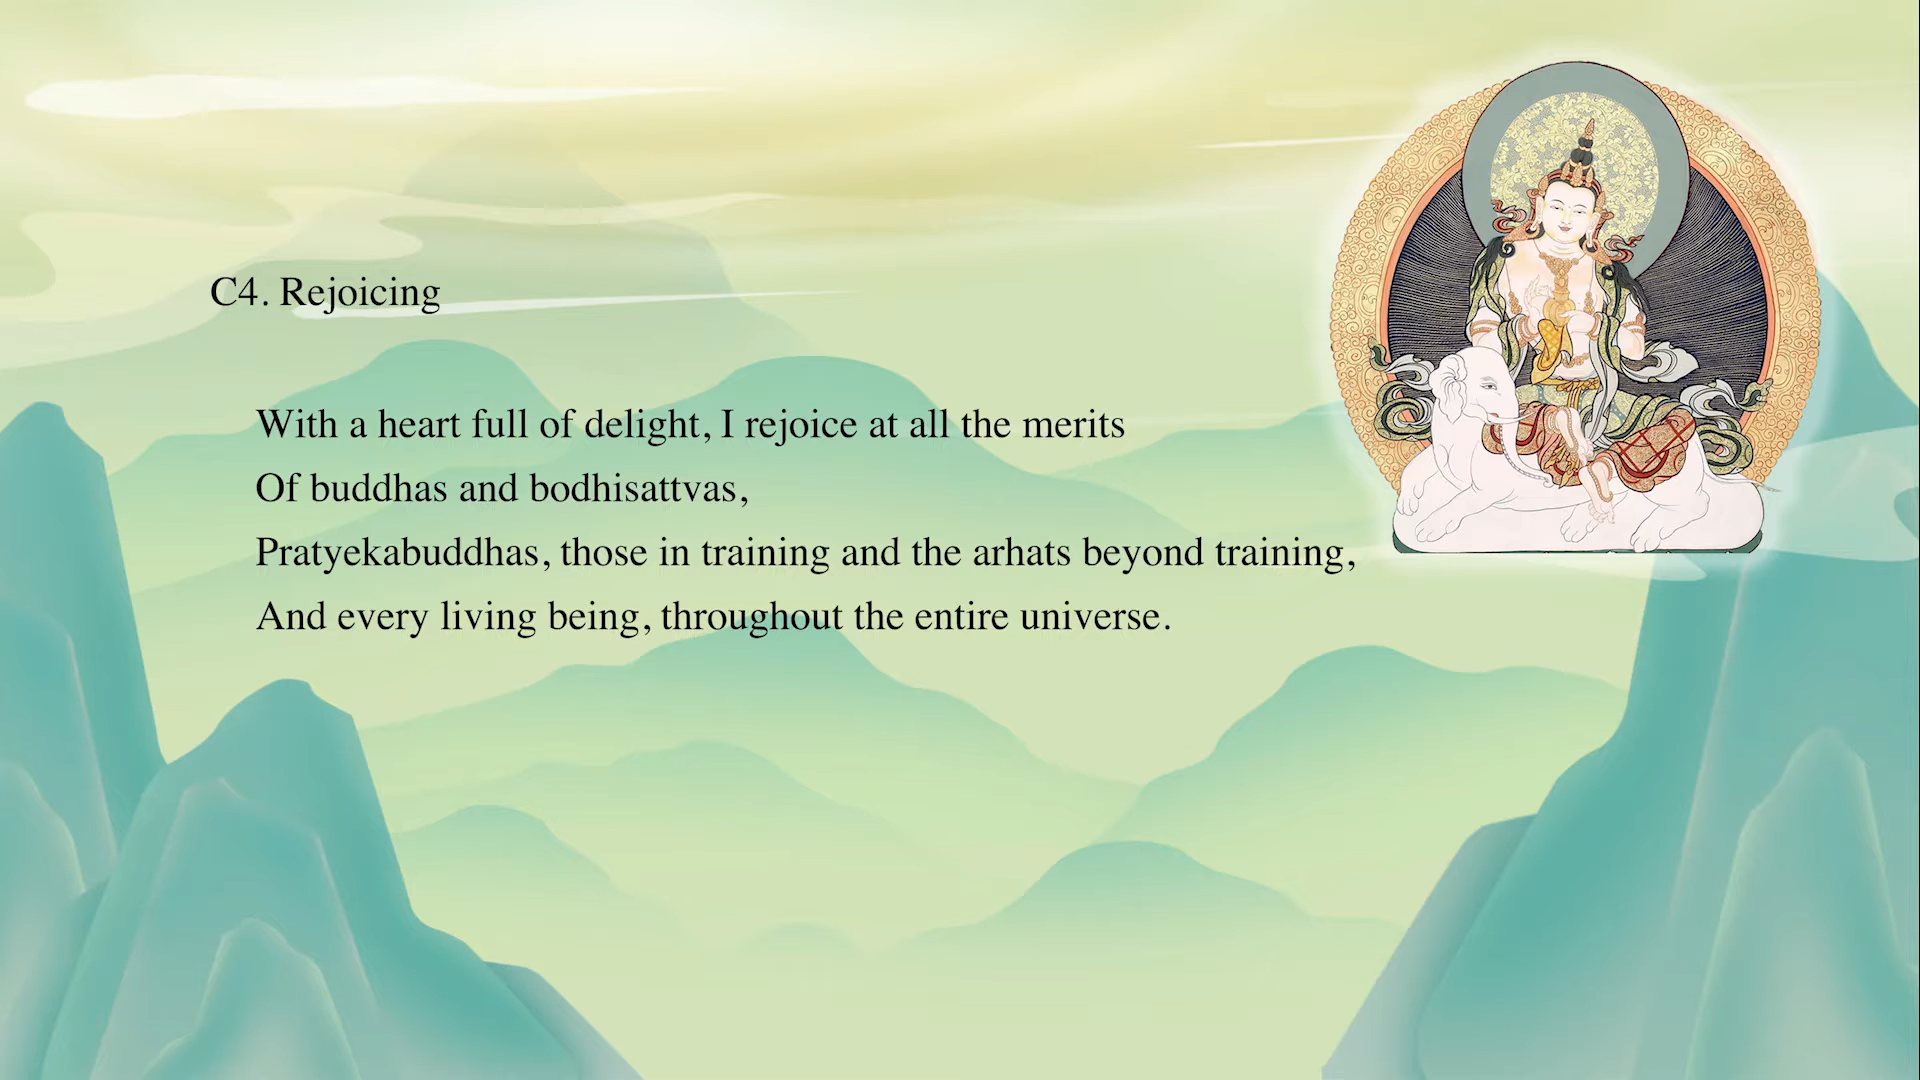 C4. Rejoicing
With a heart full of delight, I rejoice at all the merits
Of buddhas and bodhisattvas,
Pratyekabuddhas, those in training and the arhats beyond training,
And every living being, throughout the entire universe.